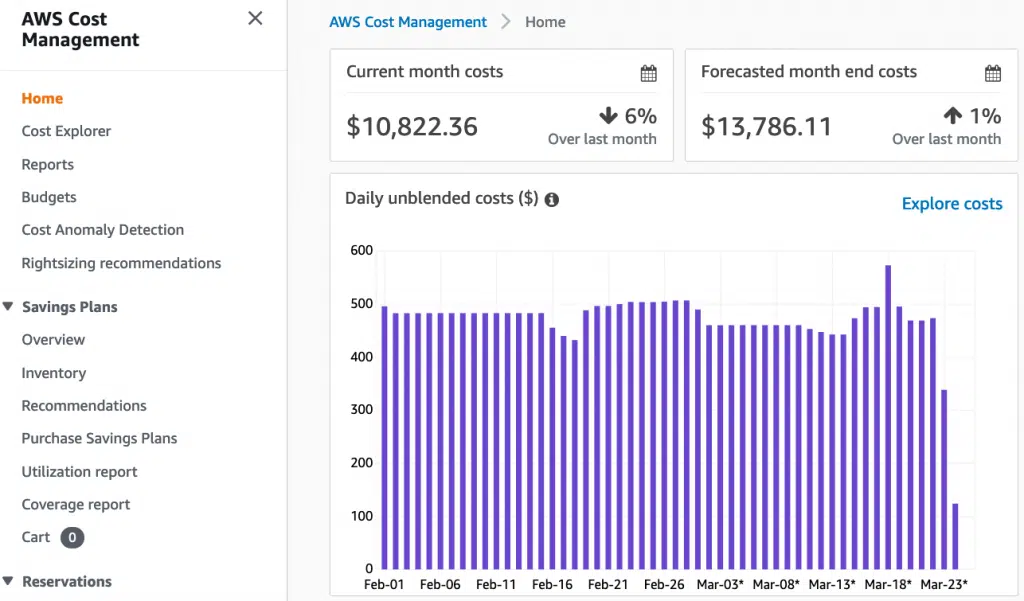 AWS Cost
Management
Home
Cost Explorer
Reports
Budgets
Cost Anomaly Detection
Rightsizing recommendations
Savings Plans
Overview
Inventory
Recommendations
Purchase Savings Plans
Utilization report
Coverage report
Cart 0
Reservations
AWS Cost Management Home
Current month costs
$10,822.36
6%
Over last month
Forecasted month end costs
$13,786.11
1%
Over last month
Daily unblended costs ($)
Explore costs
600
500
400
300
200
100
0
Feb-01 Feb-06 Feb-11 Feb-16 Feb-21 Feb-26 Mar-03* Mar-08* Mar-13* Mar-18* Mar-23*